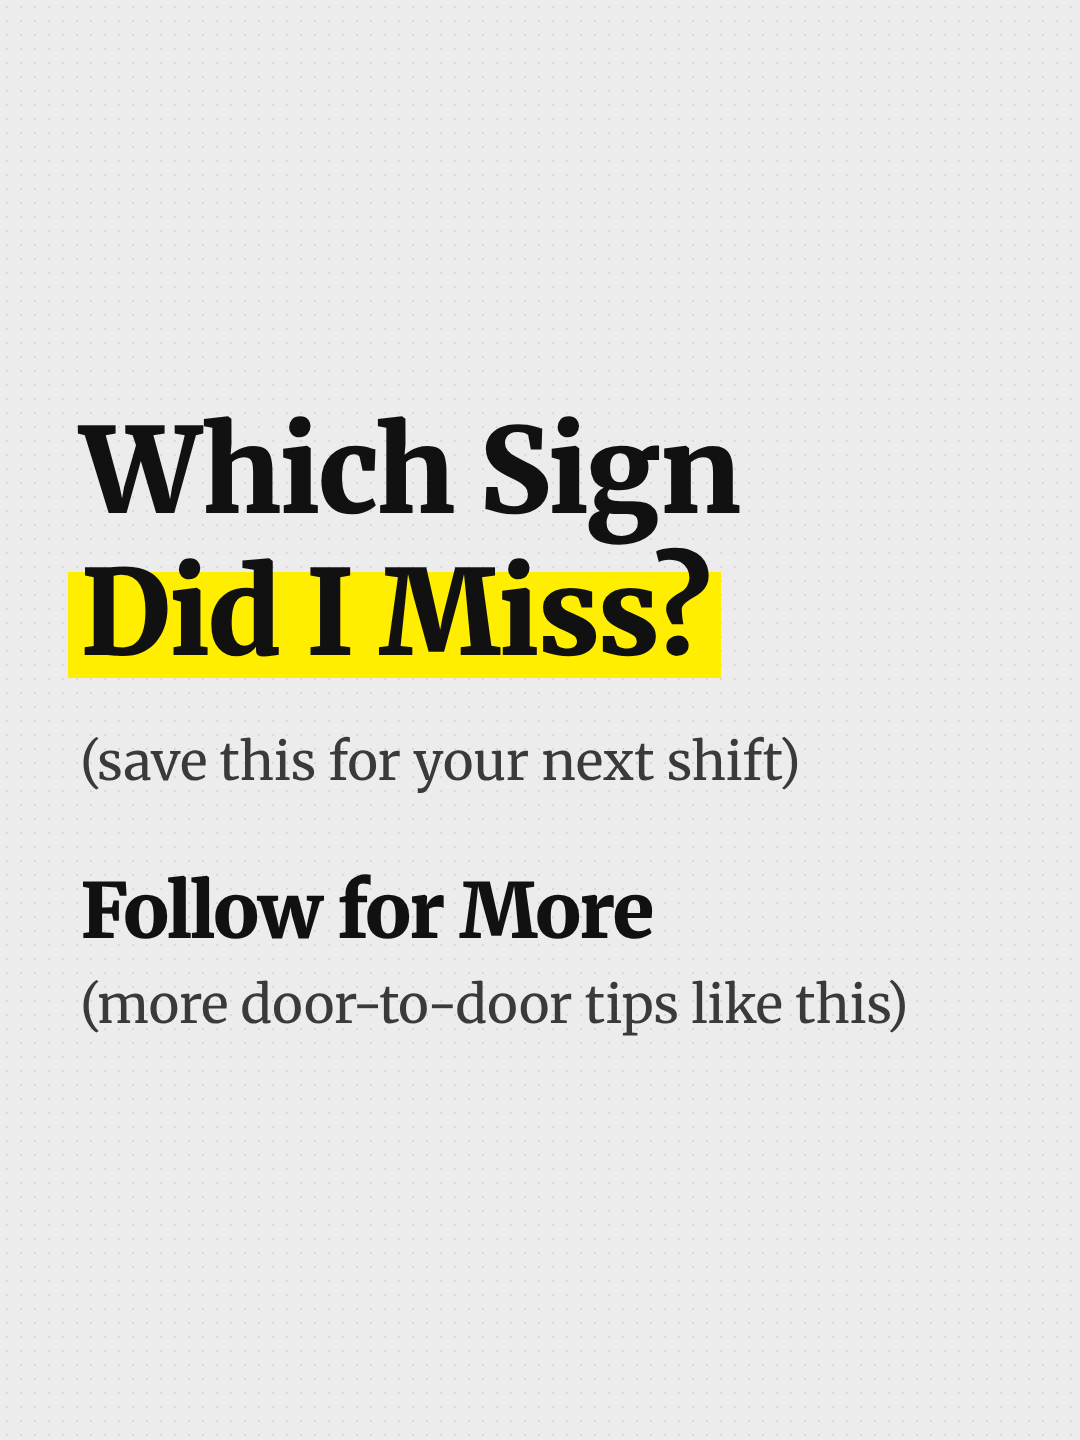 Which Sign
Did I Miss?
(save this for your next shift)
Follow for More
(more door-to-door tips like this)